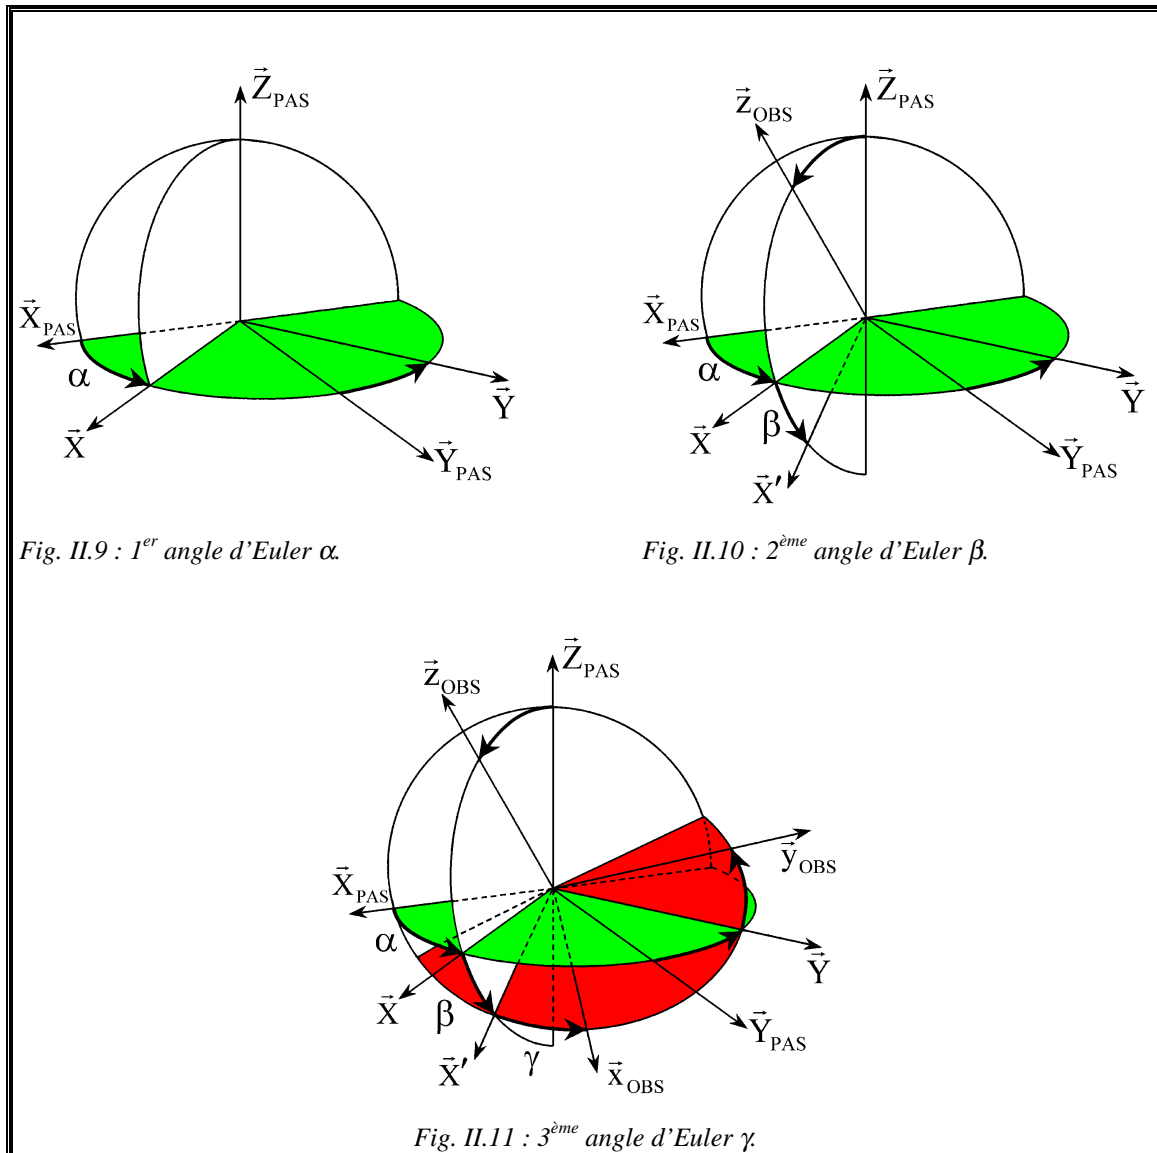 Z⃗PAS
X⃗PAS
α
X⃗
Y⃗
Y⃗PAS
Fig. II.9 : 1er angle d'Euler α.
z⃗OBS
Z⃗PAS
X⃗PAS
α
X⃗
β
X⃗′
Y⃗
Y⃗PAS
Fig. II.10 : 2ème angle d'Euler β.
z⃗OBS
Z⃗PAS
y⃗OBS
X⃗PAS
α
X⃗
β
X⃗′
γ
x⃗OBS
Y⃗
Y⃗PAS
Fig. II.11 : 3ème angle d'Euler γ.